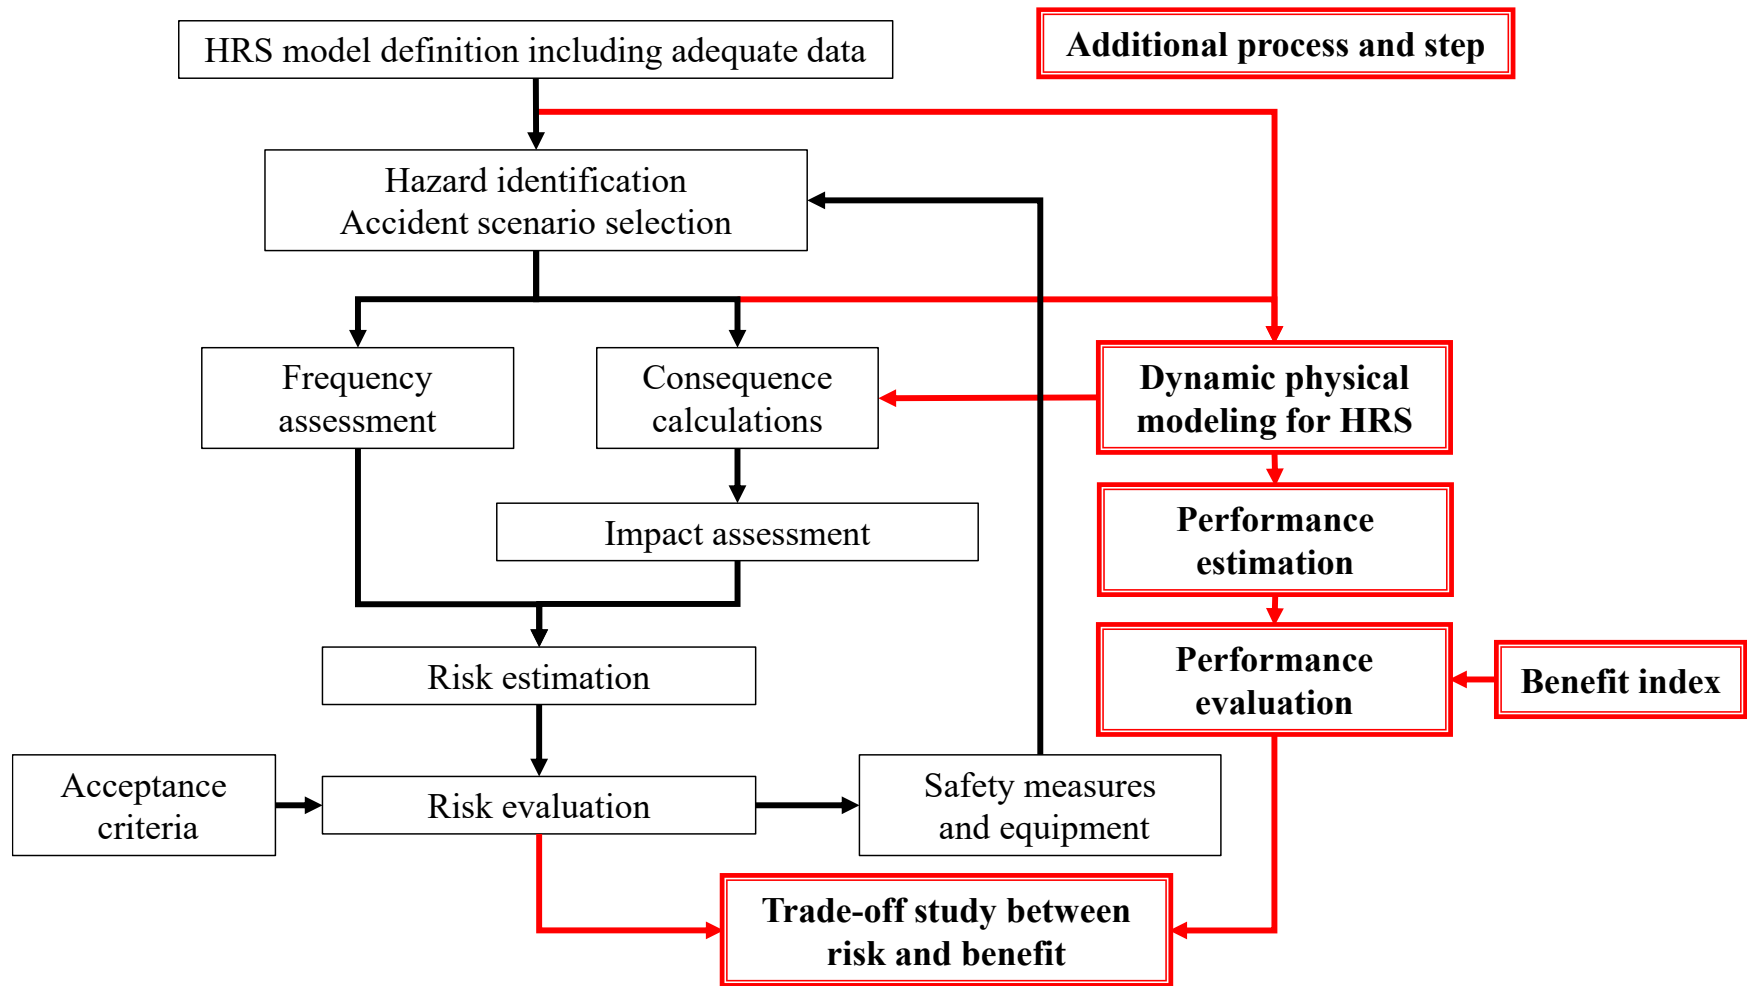 HRS model definition including adequate data
Additional process and step
Hazard identification
Accident scenario selection
Frequency
assessment
Consequence
calculations
Dynamic physical
modeling for HRS
Impact assessment
Performance
estimation
Risk estimation
Performance
evaluation
Benefit index
Acceptance
criteria
Risk evaluation
Safety measures
and equipment
Trade-off study between
risk and benefit